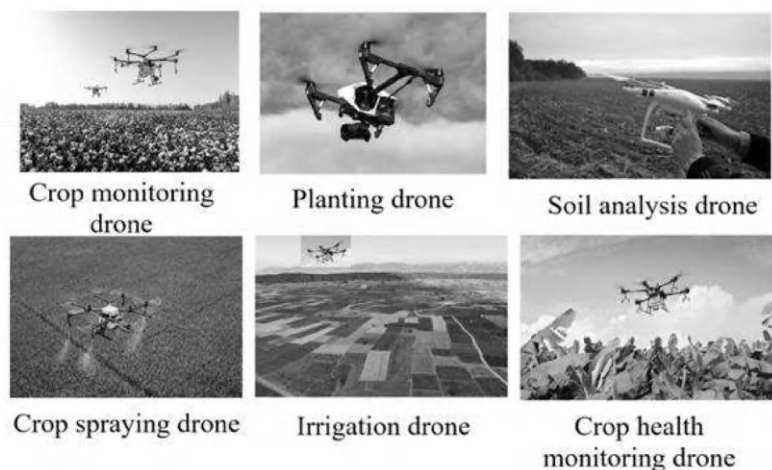 Crop monitoring
drone
Planting drone
Soil analysis drone
Crop spraying drone
Irrigation drone
Crop health
monitoring drone